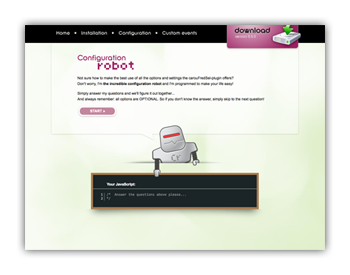 Home • Installation • Configuration • Custom events
download
Configuration
robot
Not sure how to make the best use of all the options and settings the carouFredSel-plugin offers?
Don't worry, I'm the incredible configuration robot and I'm programmed to make your life easy!
Simply answer my questions and we'll figure it out together...
And always remember: all options are OPTIONAL. So if you don't know the answer, simply skip to the next question!
START »
Your JavaScript:
1 /* Answer the questions above please...
2 */